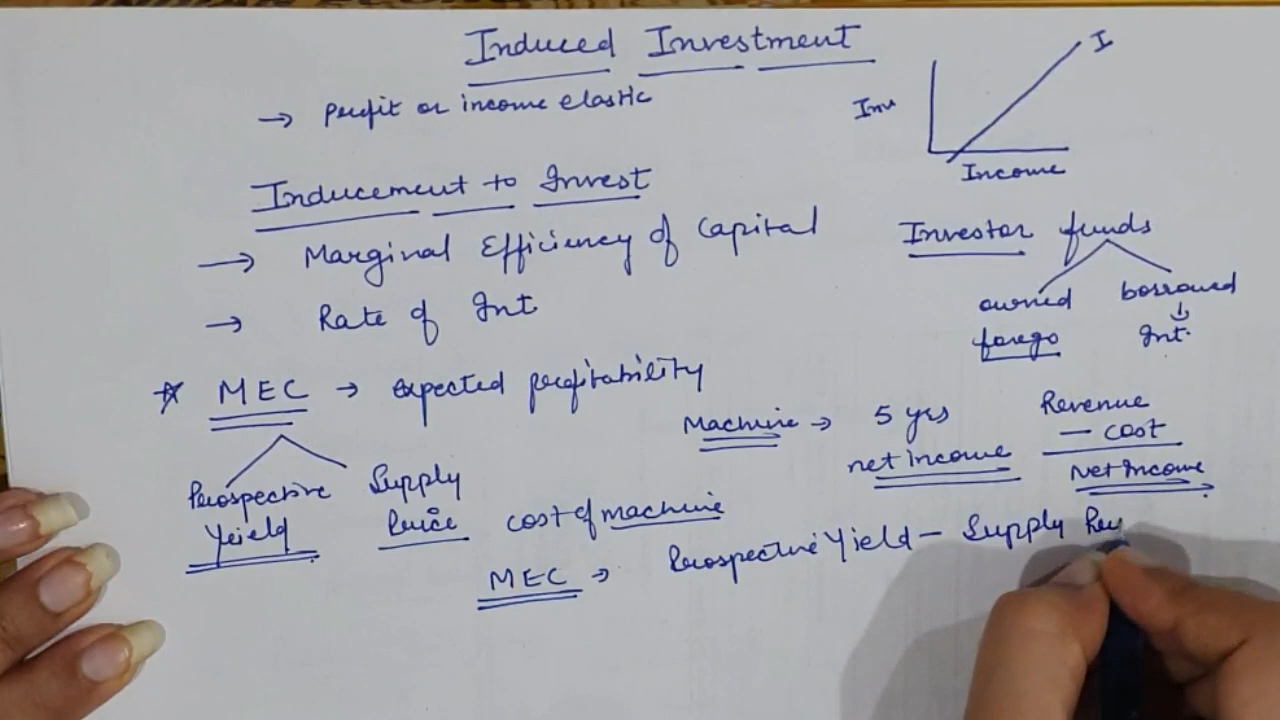 Induced Investment
→ Profit or income elastic
I
Inv
Income
Inducement to Invest
→ Marginal Efficiency of Capital
→ Rate of Int
Investor funds
owned borrowed
forego Int.
* MEC → expected profitability
Prospective
Yield
Supply
Price cost of machine
Machine → 5 yrs
net income
Revenue
— cost
Net Income
MEC → Prospective Yield – Supply